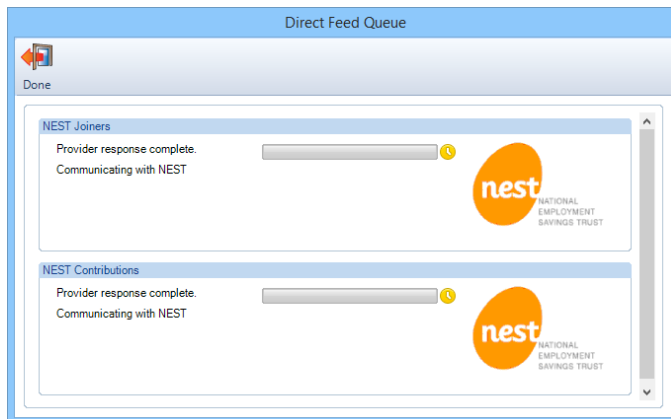 Direct Feed Queue
Done
NEST Joiners
Provider response complete.
Communicating with NEST
nest
NATIONAL
EMPLOYMENT
SAVINGS TRUST
NEST Contributions
Provider response complete.
Communicating with NEST
nest
NATIONAL
EMPLOYMENT
SAVINGS TRUST